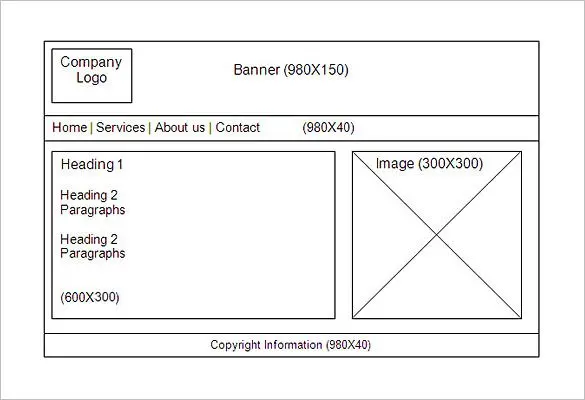 Company
Logo
Banner (980X150)
Home | Services | About us | Contact (980X40)
Heading 1
Heading 2
Paragraphs
Heading 2
Paragraphs
(600X300)
Image (300X300)
Copyright Information (980X40)